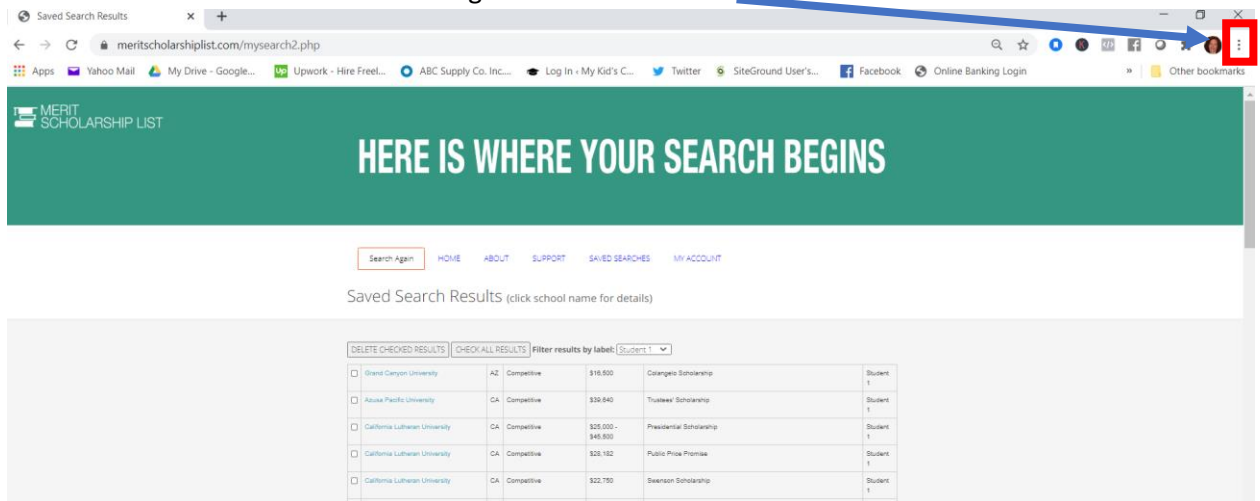 Saved Search Results
meritscholarshiplist.com/mysearch2.php
Apps Yahoo Mail My Drive - Google... Up Upwork - Hire Freel... ABC Supply Co. Inc.... Log In ‹ My Kid's C... Twitter SiteGround User's... Facebook Online Banking Login » Other bookmarks
MERIT
SCHOLARSHIP LIST
HERE IS WHERE YOUR SEARCH BEGINS
Search Again HOME ABOUT SUPPORT SAVED SEARCHES MY ACCOUNT
Saved Search Results (click school name for details)
DELETE CHECKED RESULTS CHECK ALL RESULTS Filter results by label: Student 1
Grand Canyon University AZ Competitive $16,500 Colangelo Scholarship Student
1
Azusa Pacific University CA Competitive $39,640 Trustees' Scholarship Student
1
California Lutheran University CA Competitive $25,000 - Presidential Scholarship Student
$45,500 1
California Lutheran University CA Competitive $28,182 Public Price Promise Student
1
California Lutheran University CA Competitive $22,750 Swenson Scholarship Student
1